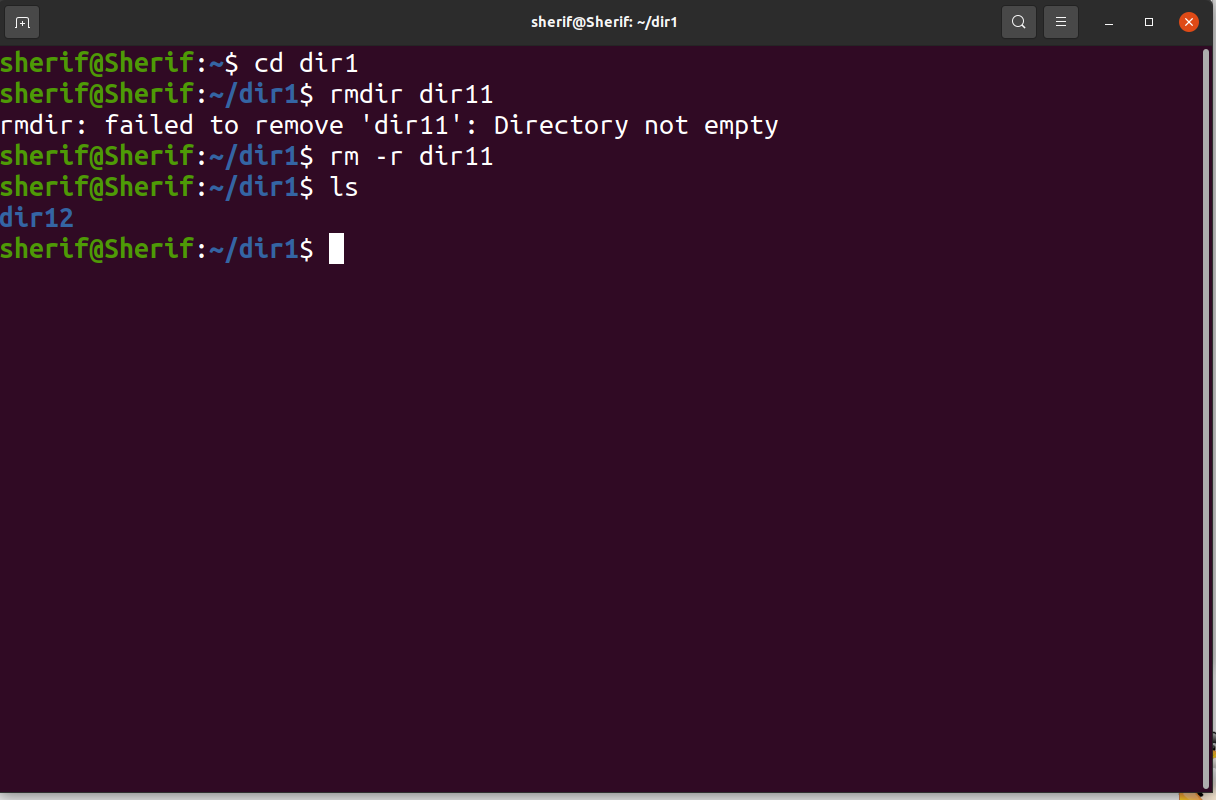 sherif@Sherif: ~/dir1
sherif@Sherif:~$ cd dir1
sherif@Sherif:~/dir1$ rmdir dir11
rmdir: failed to remove 'dir11': Directory not empty
sherif@Sherif:~/dir1$ rm -r dir11
sherif@Sherif:~/dir1$ ls
dir12
sherif@Sherif:~/dir1$